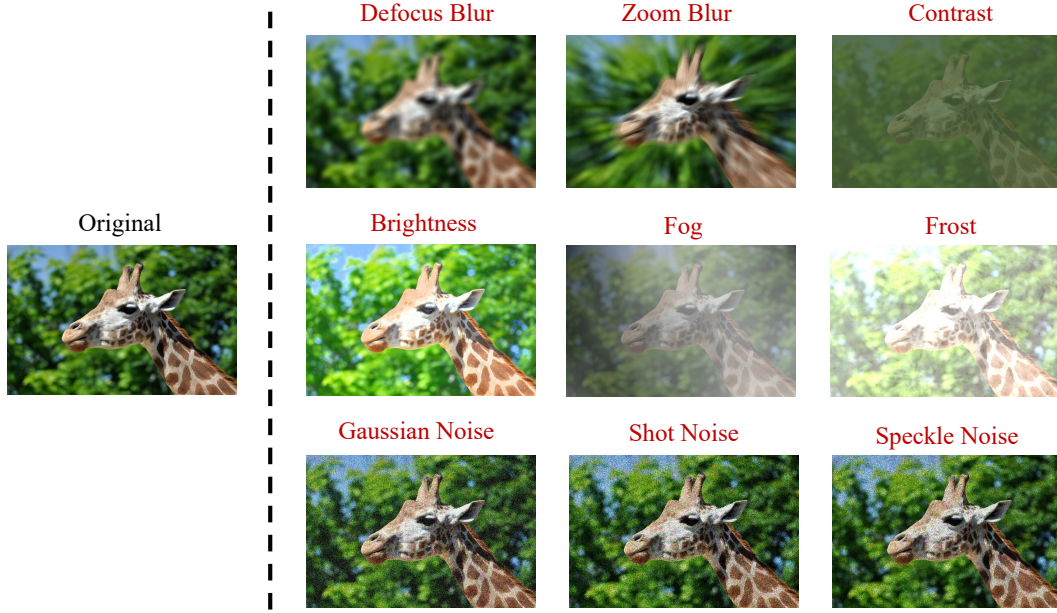 Defocus Blur
Zoom Blur
Contrast
Original
Brightness
Fog
Frost
Gaussian Noise
Shot Noise
Speckle Noise